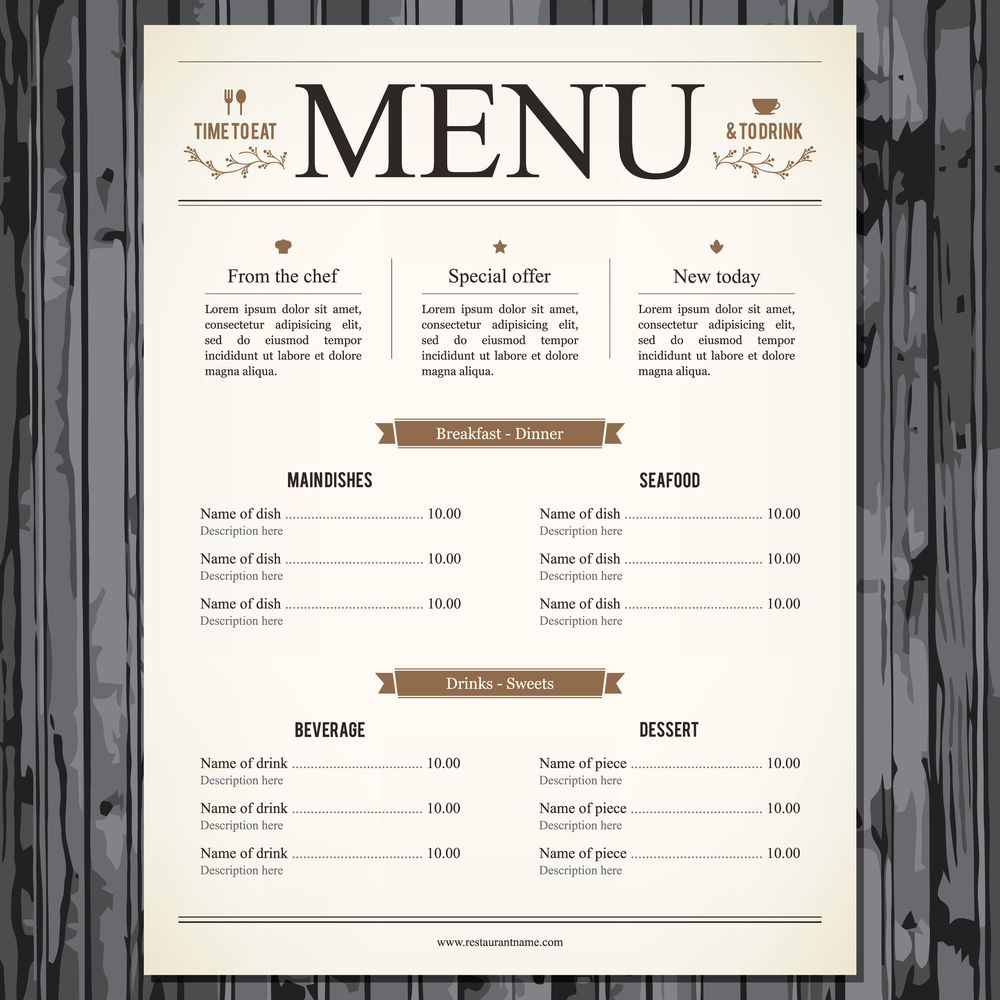 TIME TO EAT
MENU
& TO DRINK
From the chef
Lorem ipsum dolor sit amet,
consectetur adipisicing elit,
sed do eiusmod tempor
incididunt ut labore et dolore
magna aliqua.
Special offer
Lorem ipsum dolor sit amet,
consectetur adipisicing elit,
sed do eiusmod tempor
incididunt ut labore et dolore
magna aliqua.
New today
Lorem ipsum dolor sit amet,
consectetur adipisicing elit,
sed do eiusmod tempor
incididunt ut labore et dolore
magna aliqua.
Breakfast - Dinner
MAIN DISHES
Name of dish ..................................... 10.00
Description here
Name of dish ..................................... 10.00
Description here
Name of dish ..................................... 10.00
Description here
SEAFOOD
Name of dish ..................................... 10.00
Description here
Name of dish ..................................... 10.00
Description here
Name of dish ..................................... 10.00
Description here
Drinks - Sweets
BEVERAGE
Name of drink ................................... 10.00
Description here
Name of drink ................................... 10.00
Description here
Name of drink ................................... 10.00
Description here
DESSERT
Name of piece ................................... 10.00
Description here
Name of piece ................................... 10.00
Description here
Name of piece ................................... 10.00
Description here
www.restaurantname.com